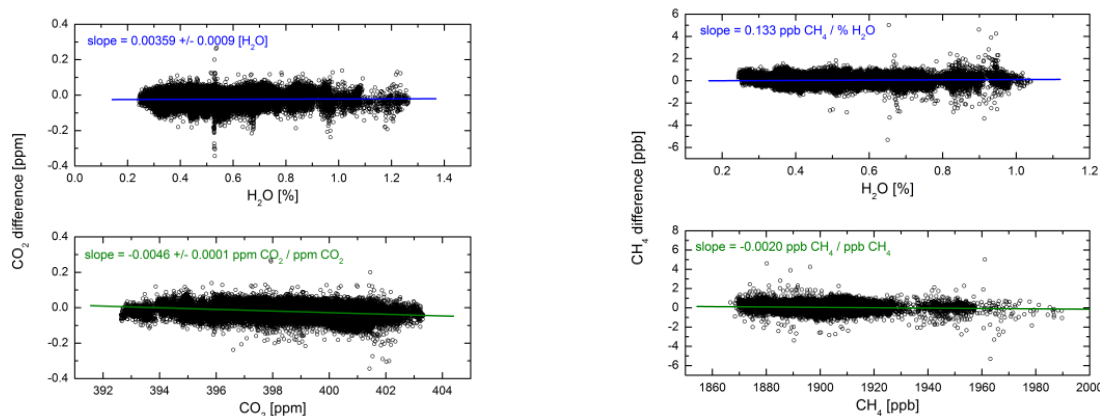 slope = 0.00359 +/- 0.0009 [H₂O]
0.4
0.2
0.0
-0.2
-0.4
0.0 0.2 0.4 0.6 0.8 1.0 1.2 1.4
H₂O [%]
CO₂ difference [ppm]
slope = -0.0046 +/- 0.0001 ppm CO₂ / ppm CO₂
0.4
0.2
0.0
-0.2
-0.4
392 394 396 398 400 402 404
CO₂ [ppm]
slope = 0.133 ppb CH₄ / % H₂O
6
4
2
0
-2
-4
-6
0.2 0.4 0.6 0.8 1.0 1.2
H₂O [%]
CH₄ difference [ppb]
slope = -0.0020 ppb CH₄ / ppb CH₄
8
6
4
2
0
-2
-4
-6
1860 1880 1900 1920 1940 1960 1980 2000
CH₄ [ppb]